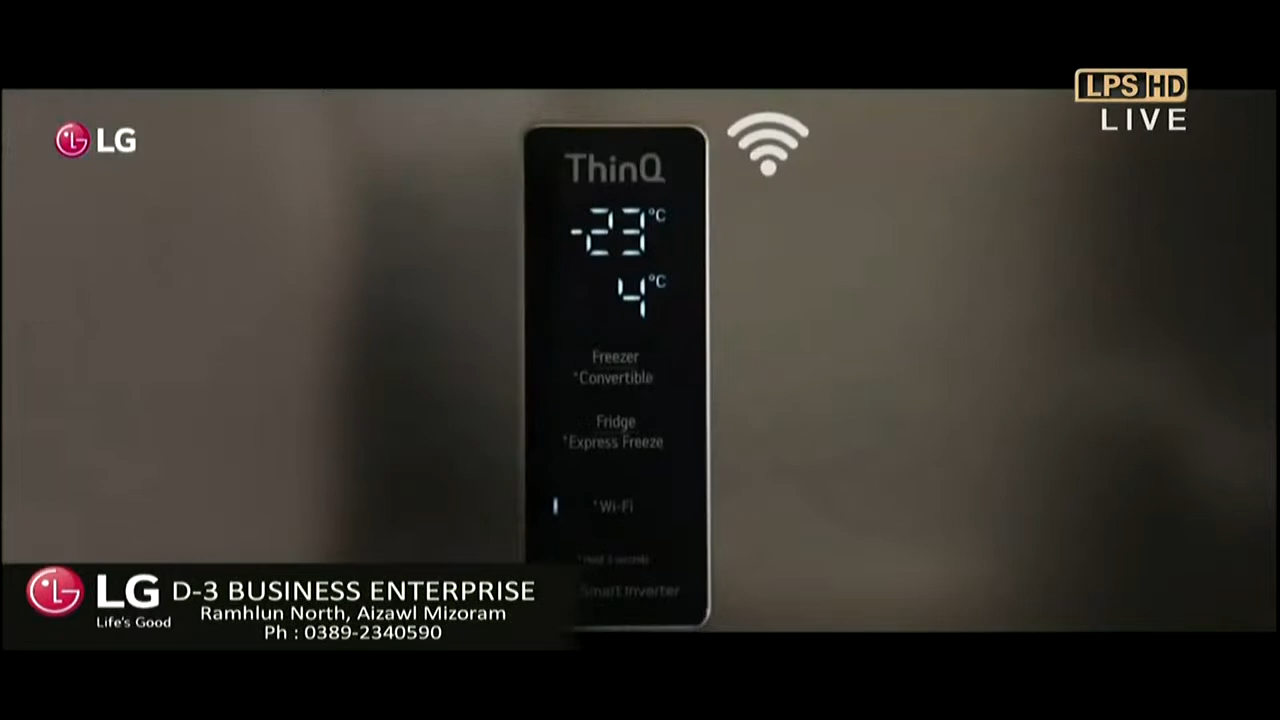 LPS HD
LIVE
LG
ThinQ
-23°C
4°C
Freezer
*Convertible
Fridge
*Express Freeze
*Wi-Fi
Smart Inverter
LG
Life's Good
D-3 BUSINESS ENTERPRISE
Ramhlun North, Aizawl Mizoram
Ph : 0389-2340590